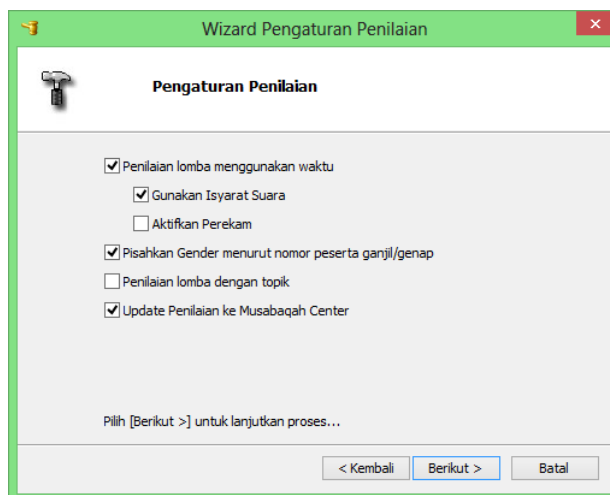 Wizard Pengaturan Penilaian
Pengaturan Penilaian
Penilaian lomba menggunakan waktu
Gunakan Isyarat Suara
Aktifkan Perekam
Pisahkan Gender menurut nomor peserta ganjil/genap
Penilaian lomba dengan topik
Update Penilaian ke Musabaqah Center
Pilih [Berikut >] untuk lanjutkan proses...
< Kembali Berikut > Batal